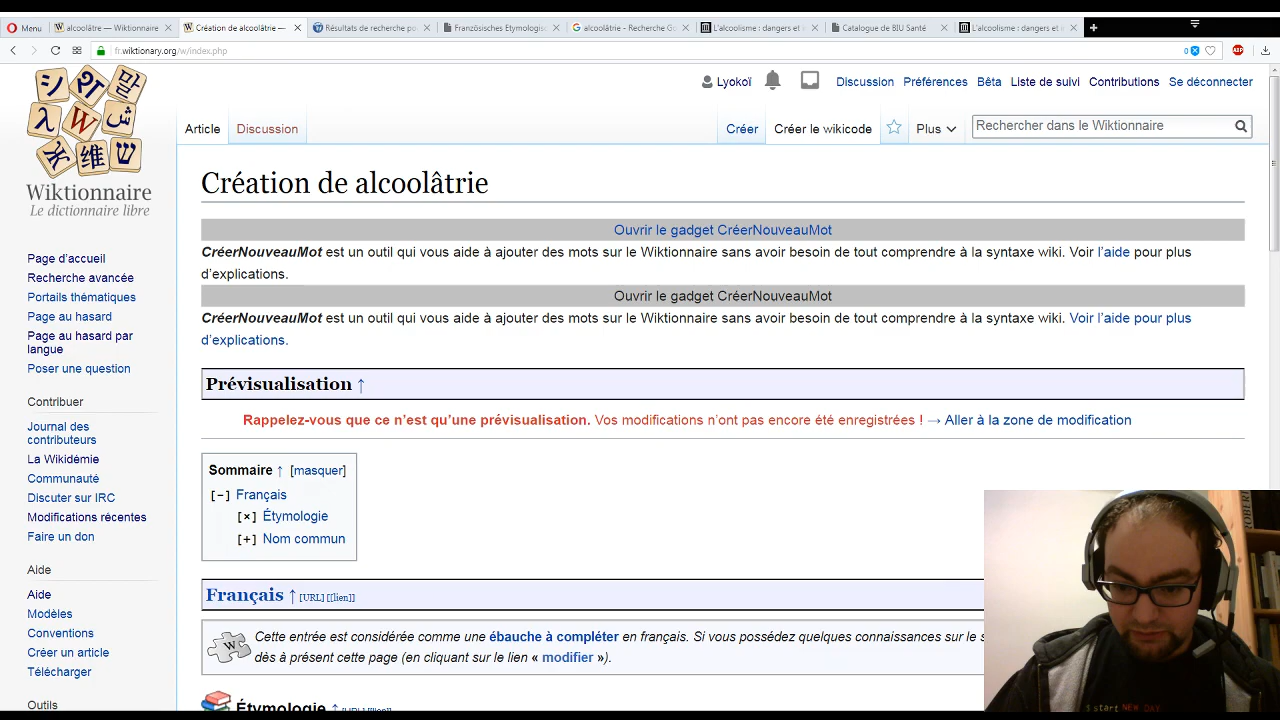 Menu
alcoolâtre — Wiktionnaire
Création de alcoolâtrie —
Résultats de recherche po
Französisches Etymologis
alcoolâtrie - Recherche G
L'alcoolisme : dangers et i
Catalogue de BIU Santé
L'alcoolisme : dangers et i
fr.wiktionary.org/w/index.php
0
ABP
Lyokoï
Discussion
Préférences
Bêta
Liste de suivi
Contributions
Se déconnecter
Article
Discussion
Créer
Créer le wikicode
Plus
Rechercher dans le Wiktionnaire
シ
말
λ
W
ش
维
ש
Wiktionnaire
Le dictionnaire libre
Page d’accueil
Recherche avancée
Portails thématiques
Page au hasard
Page au hasard par
langue
Poser une question
Contribuer
Journal des
contributeurs
La Wikidémie
Communauté
Discuter sur IRC
Modifications récentes
Faire un don
Aide
Aide
Modèles
Conventions
Créer un article
Télécharger
Outils
Création de alcoolâtrie
Ouvrir le gadget CréerNouveauMot
CréerNouveauMot est un outil qui vous aide à ajouter des mots sur le Wiktionnaire sans avoir besoin de tout comprendre à la syntaxe wiki. Voir l’aide pour plus
d’explications.
Ouvrir le gadget CréerNouveauMot
CréerNouveauMot est un outil qui vous aide à ajouter des mots sur le Wiktionnaire sans avoir besoin de tout comprendre à la syntaxe wiki. Voir l’aide pour plus
d’explications.
Prévisualisation ↑
Rappelez-vous que ce n’est qu’une prévisualisation. Vos modifications n’ont pas encore été enregistrées ! → Aller à la zone de modification
Sommaire ↑ [masquer]
[−] Français
[×] Étymologie
[+] Nom commun
Français ↑ [URL] [[lien]]
Cette entrée est considérée comme une ébauche à compléter en français. Si vous possédez quelques connaissances sur le s
dès à présent cette page (en cliquant sur le lien « modifier »).
Étymologie ↑ [URL] [[lien]]
$ start NEW DAY